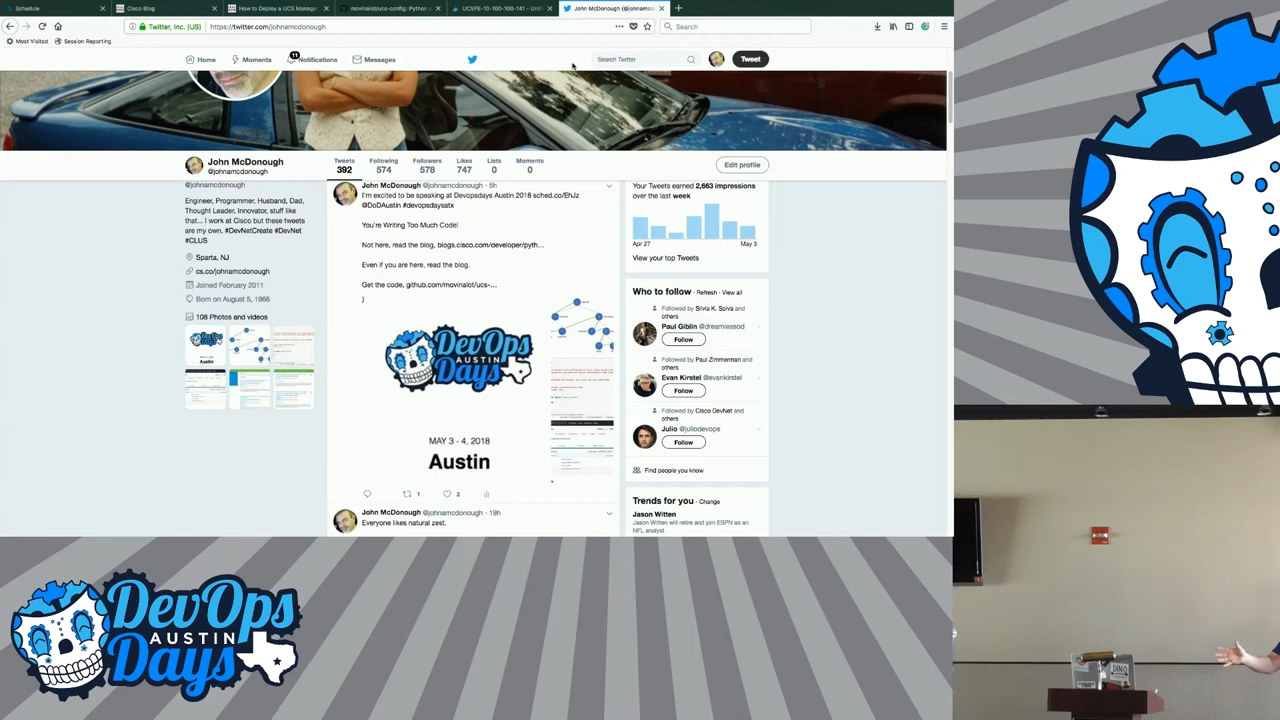 Schedule
Cisco Blog
How to Deploy a UCS Manage
movinalot/ucs-config: Python
UCSPE-10-100-100-141 - Unif
John McDonough (@johnamcdo
Twitter, Inc. (US)
https://twitter.com/johnamcdonough
Search
Most Visited
Session Reporting
Home
Moments
11
Notifications
Messages
Search Twitter
Tweet
John McDonough
@johnamcdonough
Tweets
392
Following
574
Followers
578
Likes
747
Lists
0
Moments
0
Edit profile
@johnamcdonough
Engineer, Programmer, Husband, Dad,
Thought Leader, Innovator, stuff like
that... I work at Cisco but these tweets
are my own. #DevNetCreate #DevNet
#CLUS
Sparta, NJ
cs.co/johnamcdonough
Joined February 2011
Born on August 5, 1966
108 Photos and videos
John McDonough @johnamcdonough · 5h
I'm excited to be speaking at Devopsdays Austin 2018 sched.co/EhJz
@DoDAustin #devopsdaysatx
You're Writing Too Much Code!
Not here, read the blog, blogs.cisco.com/developer/pyth...
Even if you are here, read the blog.
Get the code, github.com/movinalot/ucs-...
:)
DevOps
AUSTIN
Days
MAY 3 - 4, 2018
Austin
1
2
John McDonough @johnamcdonough · 19h
Everyone likes natural zest.
Your Tweets earned 2,663 impressions
over the last week
Apr 27
May 3
View your top Tweets
Who to follow · Refresh · View all
Followed by Silvia K. Spiva and
others
Paul Giblin @dreamlessod
Follow
Followed by Paul Zimmerman and
others
Evan Kirstel @evankirstel
Follow
Followed by Cisco DevNet and
others
Julio @juliodevops
Follow
Find people you know
Trends for you · Change
Jason Witten
Jason Witten will retire and join ESPN as an
NFL analyst
DevOps
AUSTIN
Days
DINO